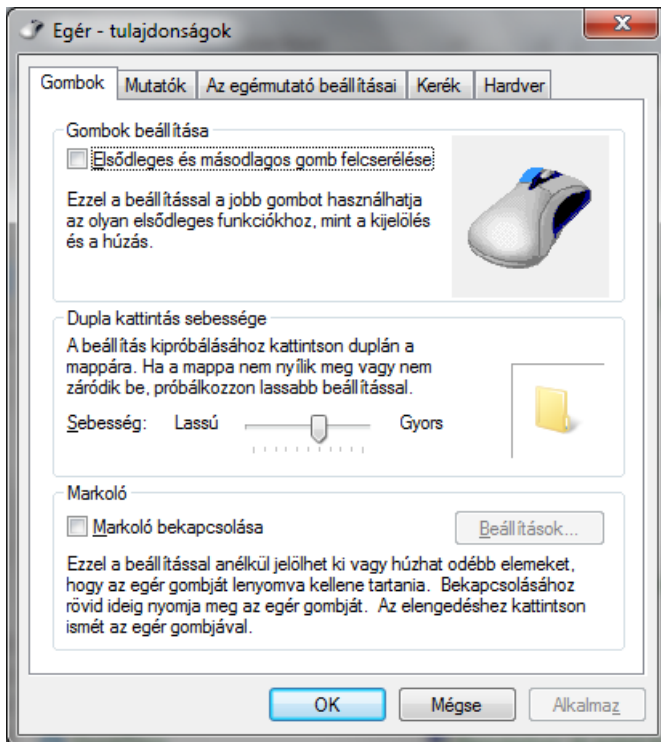 Egér - tulajdonságok
Gombok Mutatók Az egérmutató beállításai Kerék Hardver
Gombok beállítása
Elsődleges és másodlagos gomb felcserélése
Ezzel a beállítással a jobb gombot használhatja
az olyan elsődleges funkciókhoz, mint a kijelölés
és a húzás.
Dupla kattintás sebessége
A beállítás kipróbálásához kattintson duplán a
mappára. Ha a mappa nem nyílik meg vagy nem
záródik be, próbálkozzon lassabb beállítással.
Sebesség: Lassú Gyors
Markoló
Markoló bekapcsolása Beállítások...
Ezzel a beállítással anélkül jelölhet ki vagy húzhat odébb elemeket,
hogy az egér gombját lenyomva kellene tartania. Bekapcsolásához
rövid ideig nyomja meg az egér gombját. Az elengedéshez kattintson
ismét az egér gombjával.
OK Mégse Alkalmaz